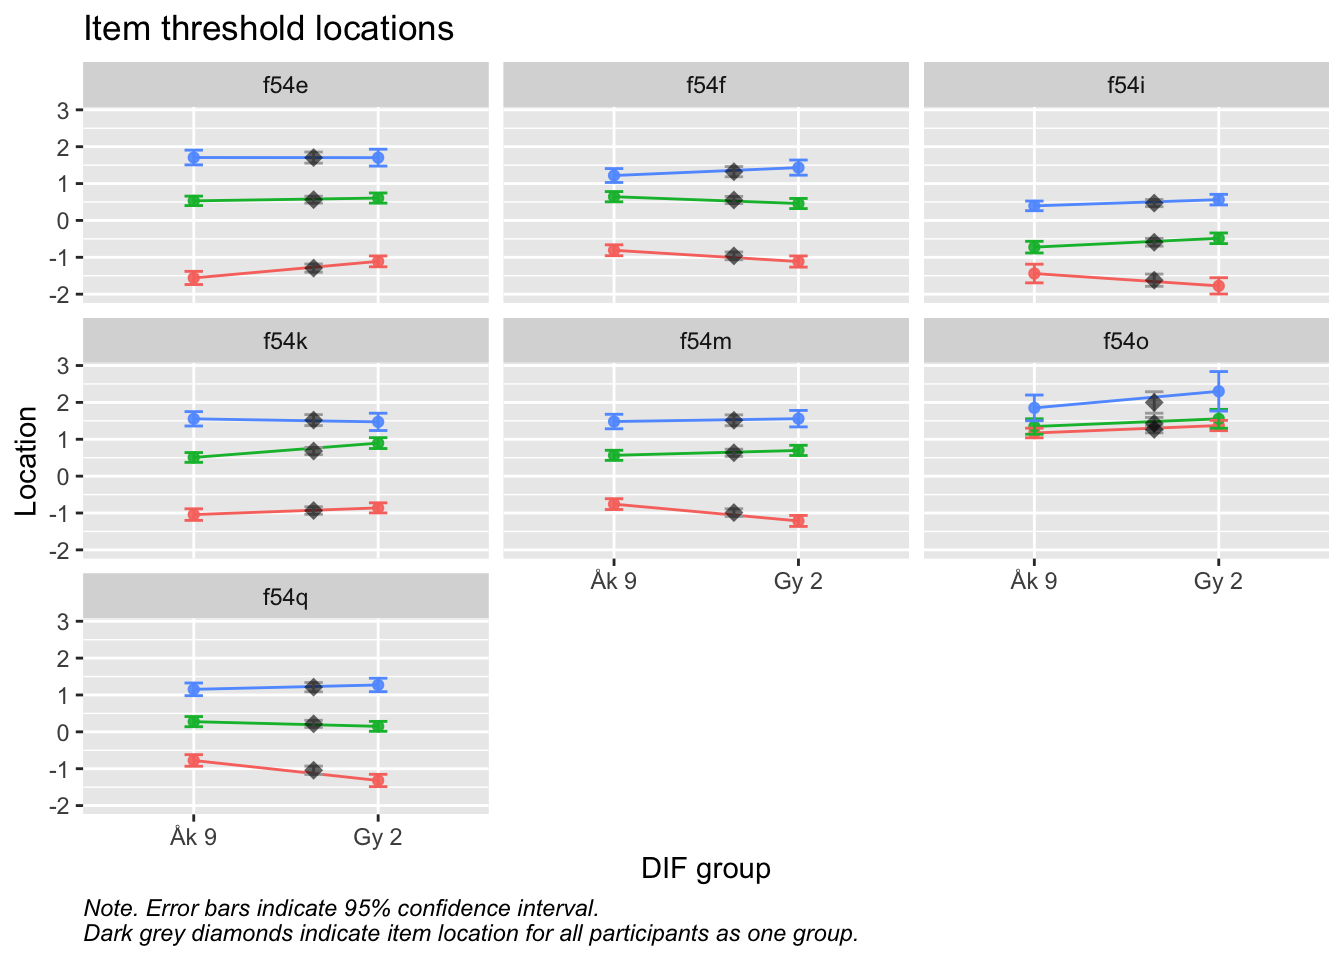 Item threshold locations
f54e
f54f
f54i
3
2
1
0
-1
-2
f54k
f54m
f54o
3
2
1
0
-1
-2
Åk 9
Gy 2
Åk 9
Gy 2
f54q
3
2
1
0
-1
-2
Åk 9
Gy 2
Location
DIF group
Note. Error bars indicate 95% confidence interval.
Dark grey diamonds indicate item location for all participants as one group.